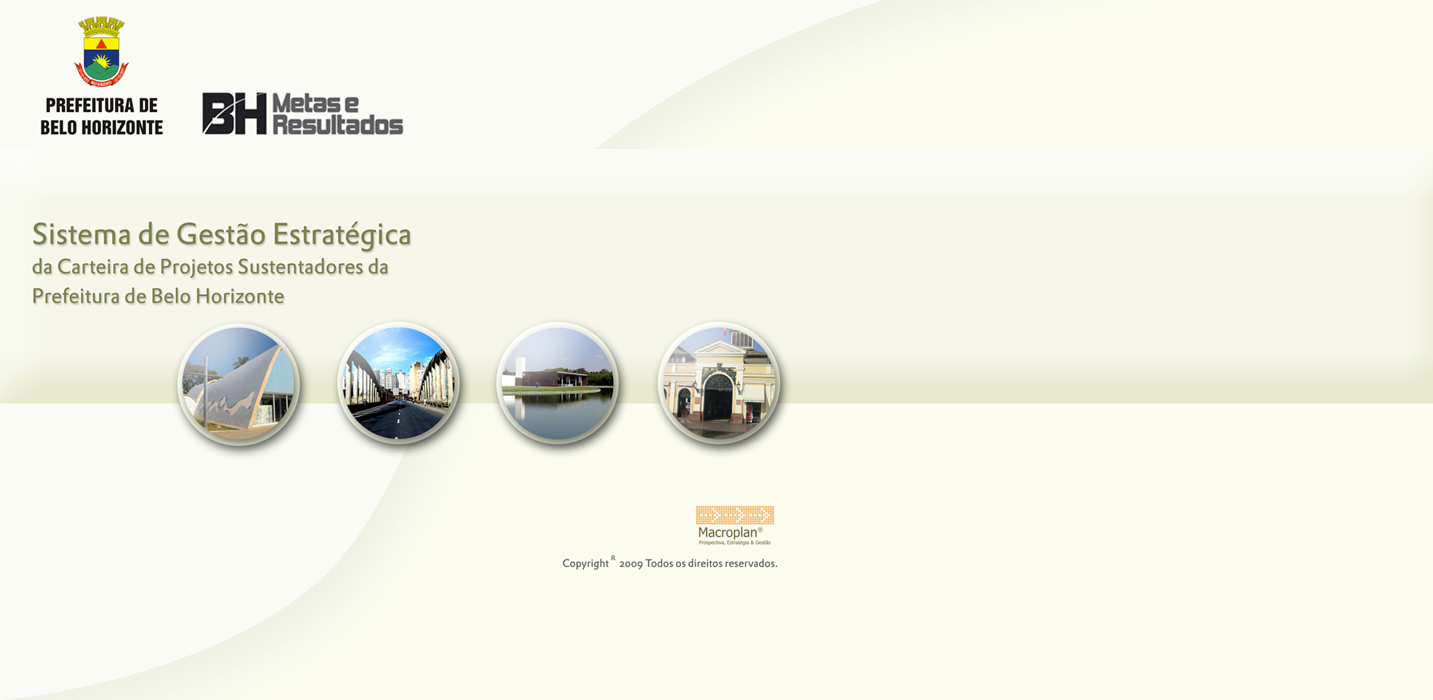 PREFEITURA DE
BELO HORIZONTE
BH Metas e
Resultados
Sistema de Gestão Estratégica
da Carteira de Projetos Sustentadores da
Prefeitura de Belo Horizonte
Macroplan®
Prospectiva, Estratégia & Gestão
Copyright R 2009 Todos os direitos reservados.